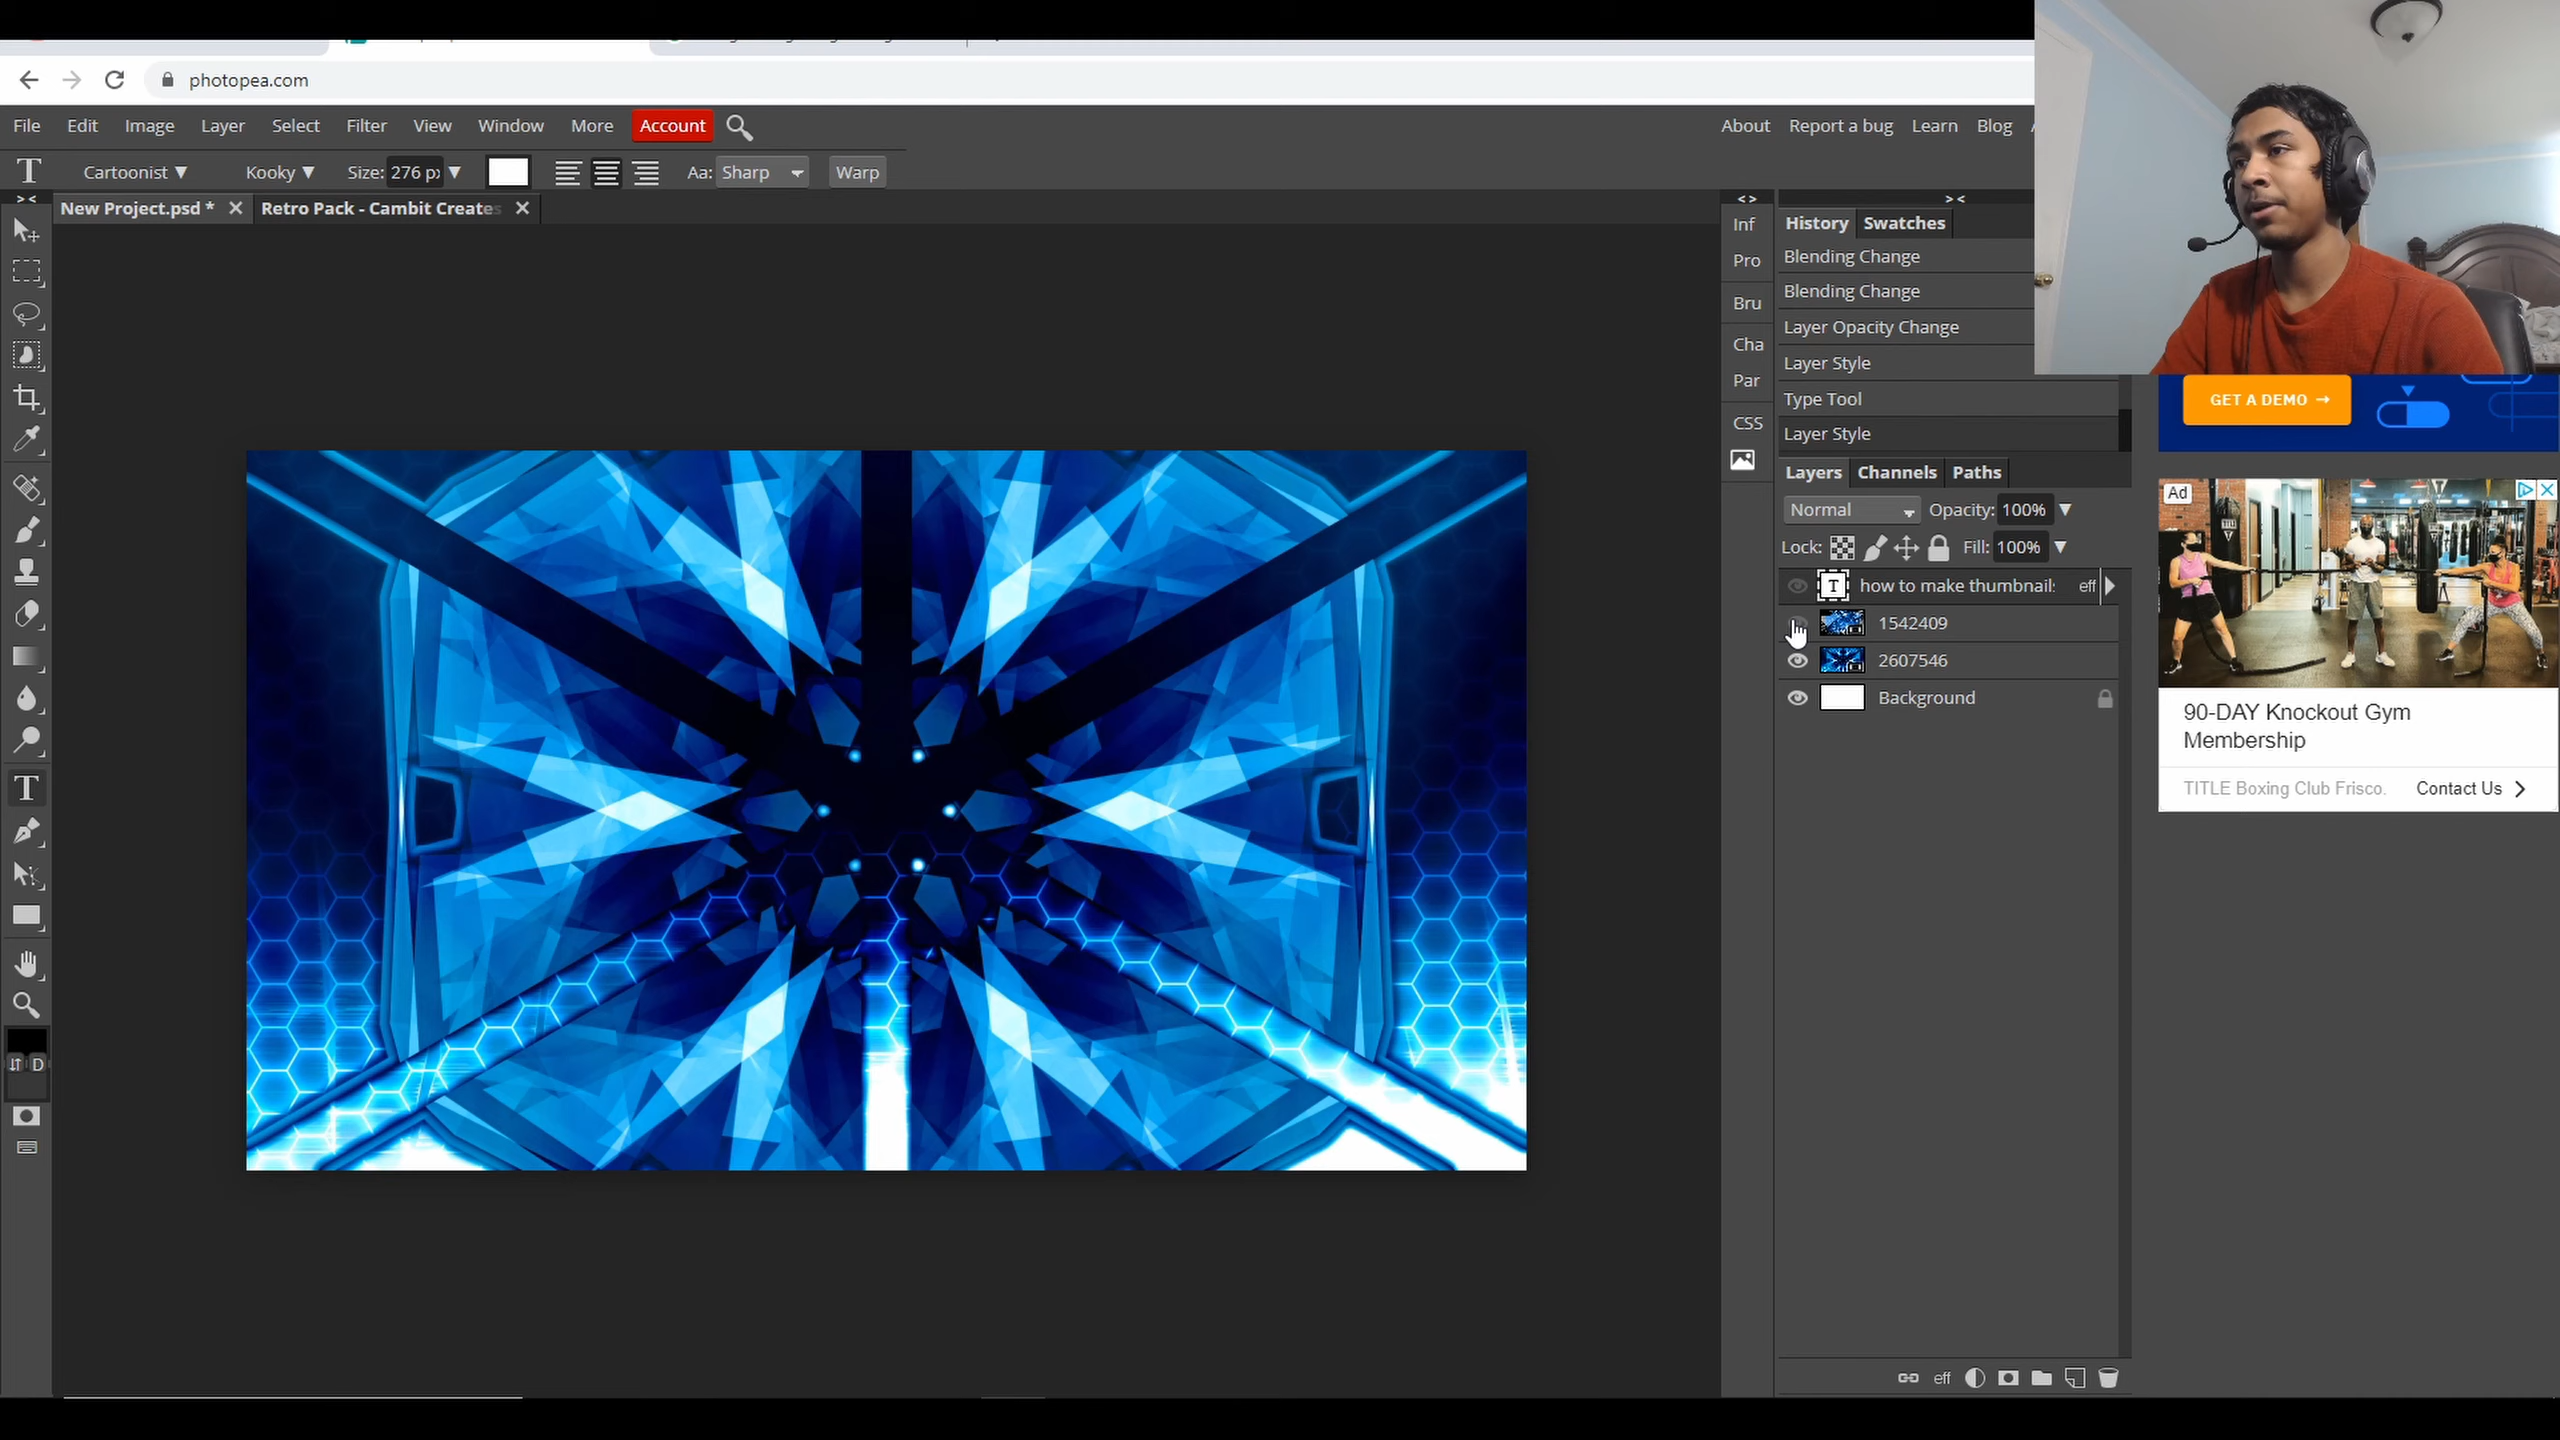 photopea.com
File Edit Image Layer Select Filter View Window More Account
About Report a bug Learn Blog
T Cartoonist Kooky Size: 276 p Aa: Sharp Warp
New Project.psd * Retro Pack - Cambit Creates
Inf
Pro
Bru
Cha
Par
CSS
History Swatches
Blending Change
Blending Change
Layer Opacity Change
Layer Style
Type Tool
Layer Style
Layers Channels Paths
Normal Opacity: 100%
Lock: Fill: 100%
T how to make thumbnail: eff
1542409
2607546
Background
T
D
eff
GET A DEMO →
Ad
90-DAY Knockout Gym
Membership
TITLE Boxing Club Frisco. Contact Us